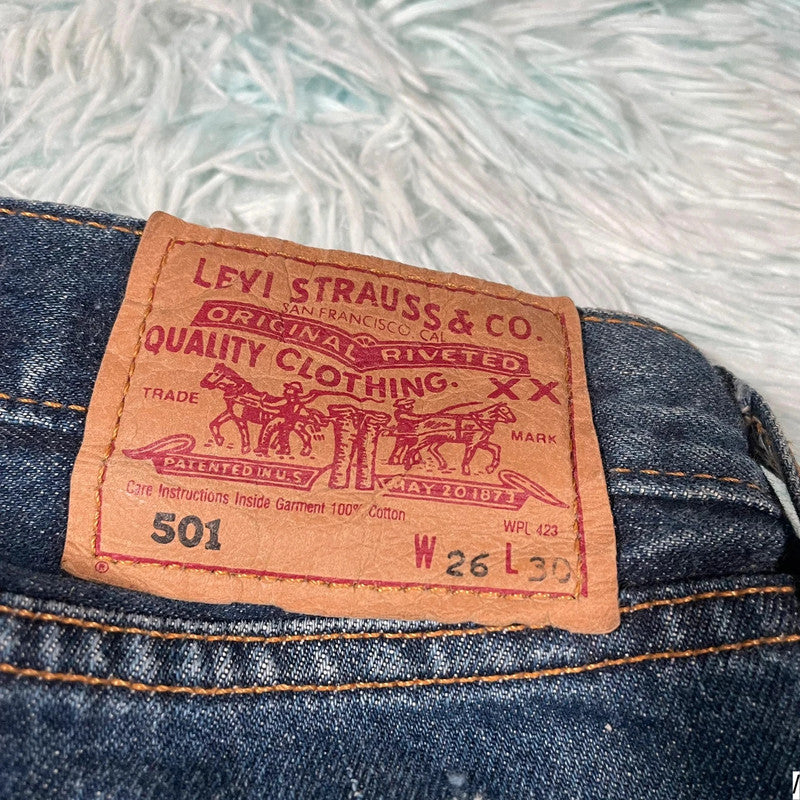 LEVI STRAUSS & CO.
SAN FRANCISCO CAL
ORIGINAL RIVETED
QUALITY CLOTHING. XX
TRADE MARK
PATENTED IN U.S. MAY 20 1873
Care Instructions Inside Garment 100% Cotton
WPL 423
501 W 26 L 30
®